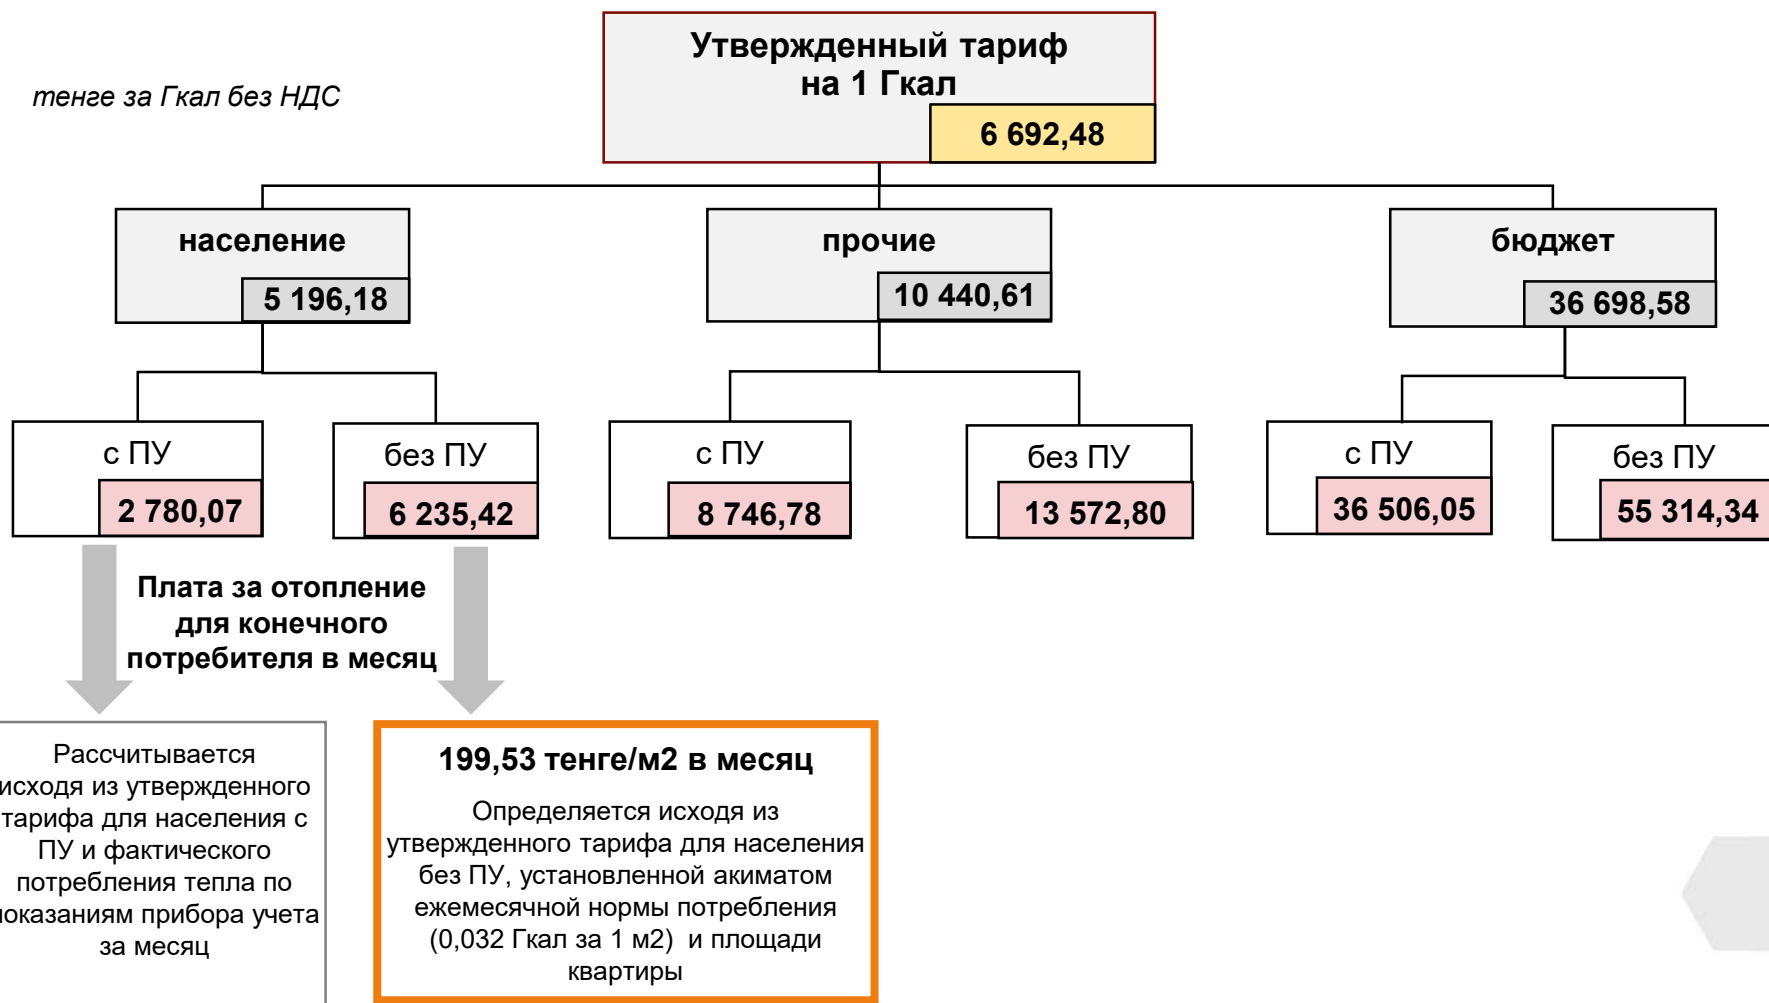 Утвержденный тариф
на 1 Гкал
тенге за Гкал без НДС
6 692,48
население
5 196,18
прочие
10 440,61
бюджет
36 698,58
с ПУ
2 780,07
без ПУ
6 235,42
с ПУ
8 746,78
без ПУ
13 572,80
с ПУ
36 506,05
без ПУ
55 314,34
Плата за отопление
для конечного
потребителя в месяц
Рассчитывается
исходя из утвержденного
тарифа для населения с
ПУ и фактического
потребления тепла по
показаниям прибора учета
за месяц
199,53 тенге/м2 в месяц
Определяется исходя из
утвержденного тарифа для населения
без ПУ, установленной акиматом
ежемесячной нормы потребления
(0,032 Гкал за 1 м2) и площади
квартиры